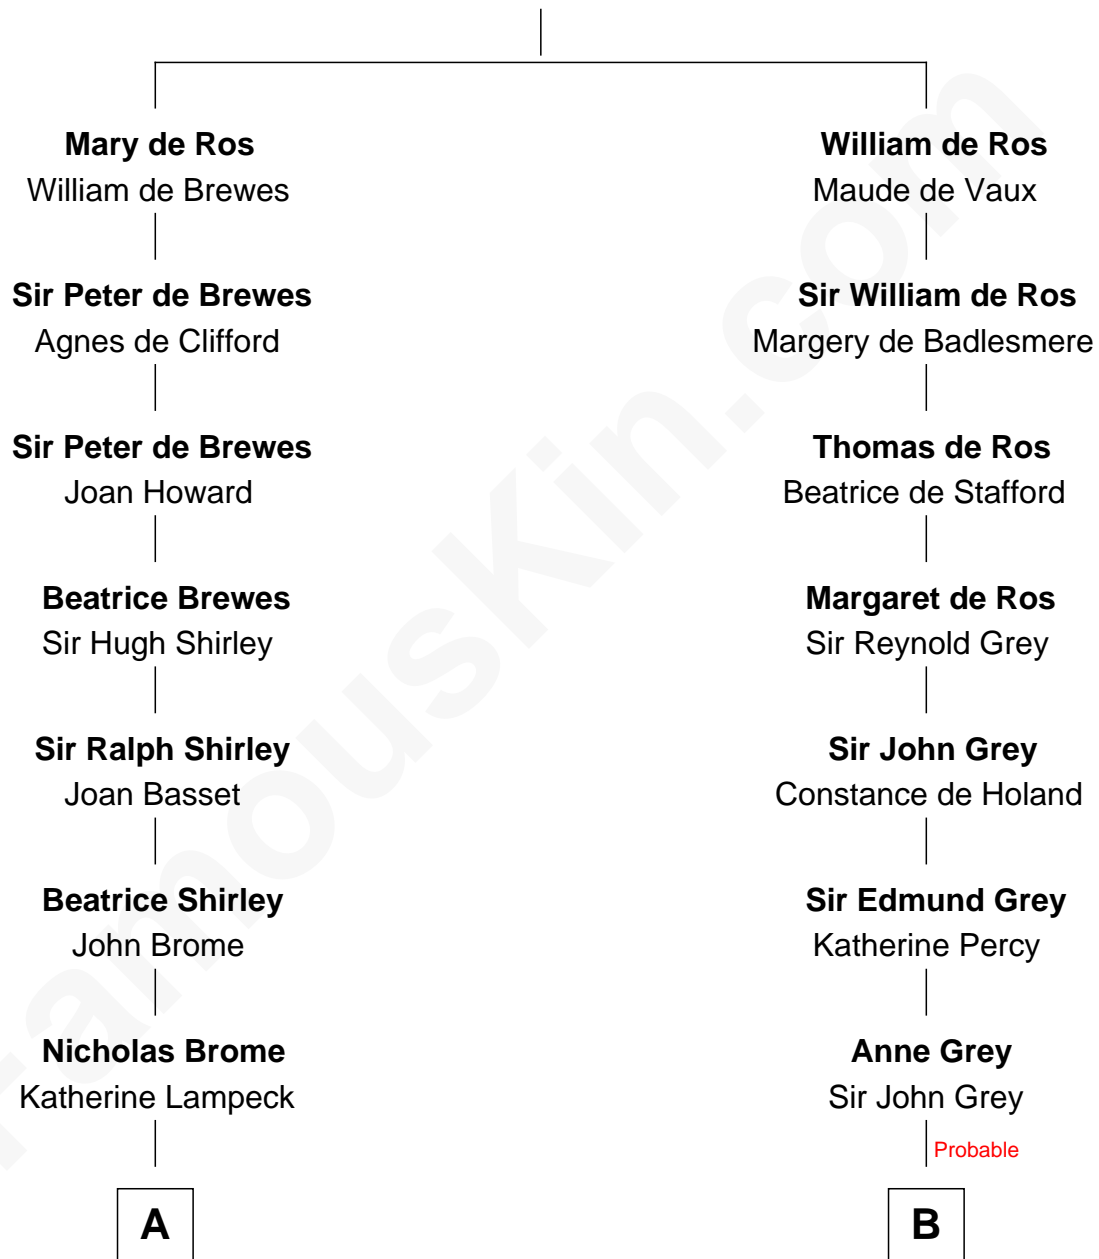 Mary de Ros
William de Brewes
William de Ros
Maude de Vaux
Sir Peter de Brewes
Agnes de Clifford
Sir William de Ros
Margery de Badlesmere
Sir Peter de Brewes
Joan Howard
Thomas de Ros
Beatrice de Stafford
Beatrice Brewes
Sir Hugh Shirley
Margaret de Ros
Sir Reynold Grey
Sir Ralph Shirley
Joan Basset
Sir John Grey
Constance de Holand
Beatrice Shirley
John Brome
Sir Edmund Grey
Katherine Percy
Nicholas Brome
Katherine Lampeck
Anne Grey
Sir John Grey
Probable
A
B
FamousKin.com